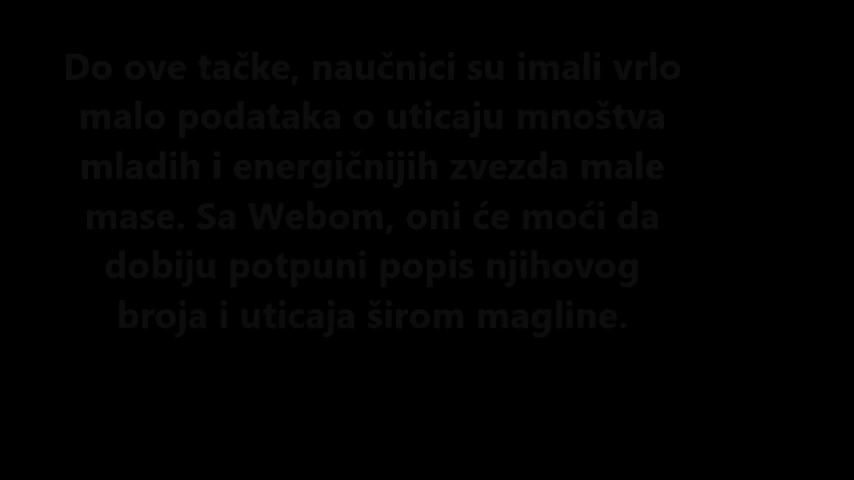 Do ove tačke, naučnici su imali vrlo
malo podataka o uticaju mnoštva
mladih i energičnijih zvezda male
mase. Sa Webom, oni će moći da
dobiju potpuni popis njihovog
broja i uticaja širom magline.